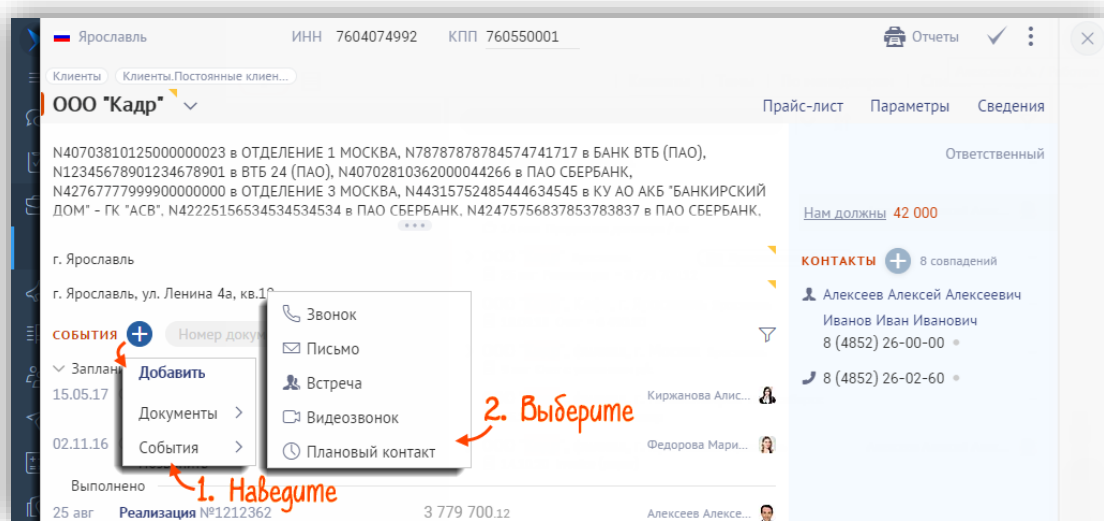 Ярославль ИНН 7604074992 КПП 760550001 Отчеты
Клиенты Клиенты.Постоянные клиен...
ООО "Кадр" Прайс-лист Параметры Сведения
N40703810125000000023 в ОТДЕЛЕНИЕ 1 МОСКВА, N78787878784574741717 в БАНК ВТБ (ПАО),
N12345678901234678901 в ВТБ 24 (ПАО), N40702810362000044266 в ПАО СБЕРБАНК,
N42767777999900000000 в ОТДЕЛЕНИЕ 3 МОСКВА, N44315752485444634545 в КУ АО АКБ "БАНКИРСКИЙ
ДОМ" - ГК "АСВ", N42225156534534534534 в ПАО СБЕРБАНК, N42475756837853783837 в ПАО СБЕРБАНК,
Ответственный
Нам должны 42 000
г. Ярославль
г. Ярославль, ул. Ленина 4а, кв.
КОНТАКТЫ 8 совпадений
Алексеев Алексей Алексеевич
Иванов Иван Иванович
8 (4852) 26-00-00
8 (4852) 26-02-60
СОБЫТИЯ Номер
Добавить
Документы
События
Звонок
Письмо
Встреча
Видеозвонок
Плановый контакт
1. Наведите
2. Выберите
15.05.17 Киржанова Алис...
02.11.16 Федорова Мари...
Выполнено
25 авг Реализация №1212362 3 779 700.12 Алексеев Алексе...